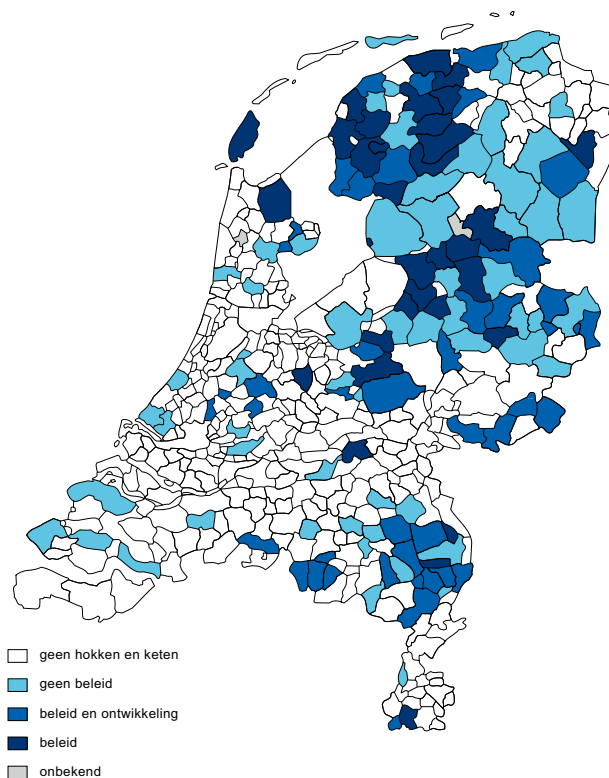 geen hokken en keten
geen beleid
beleid en ontwikkeling
beleid
onbekend